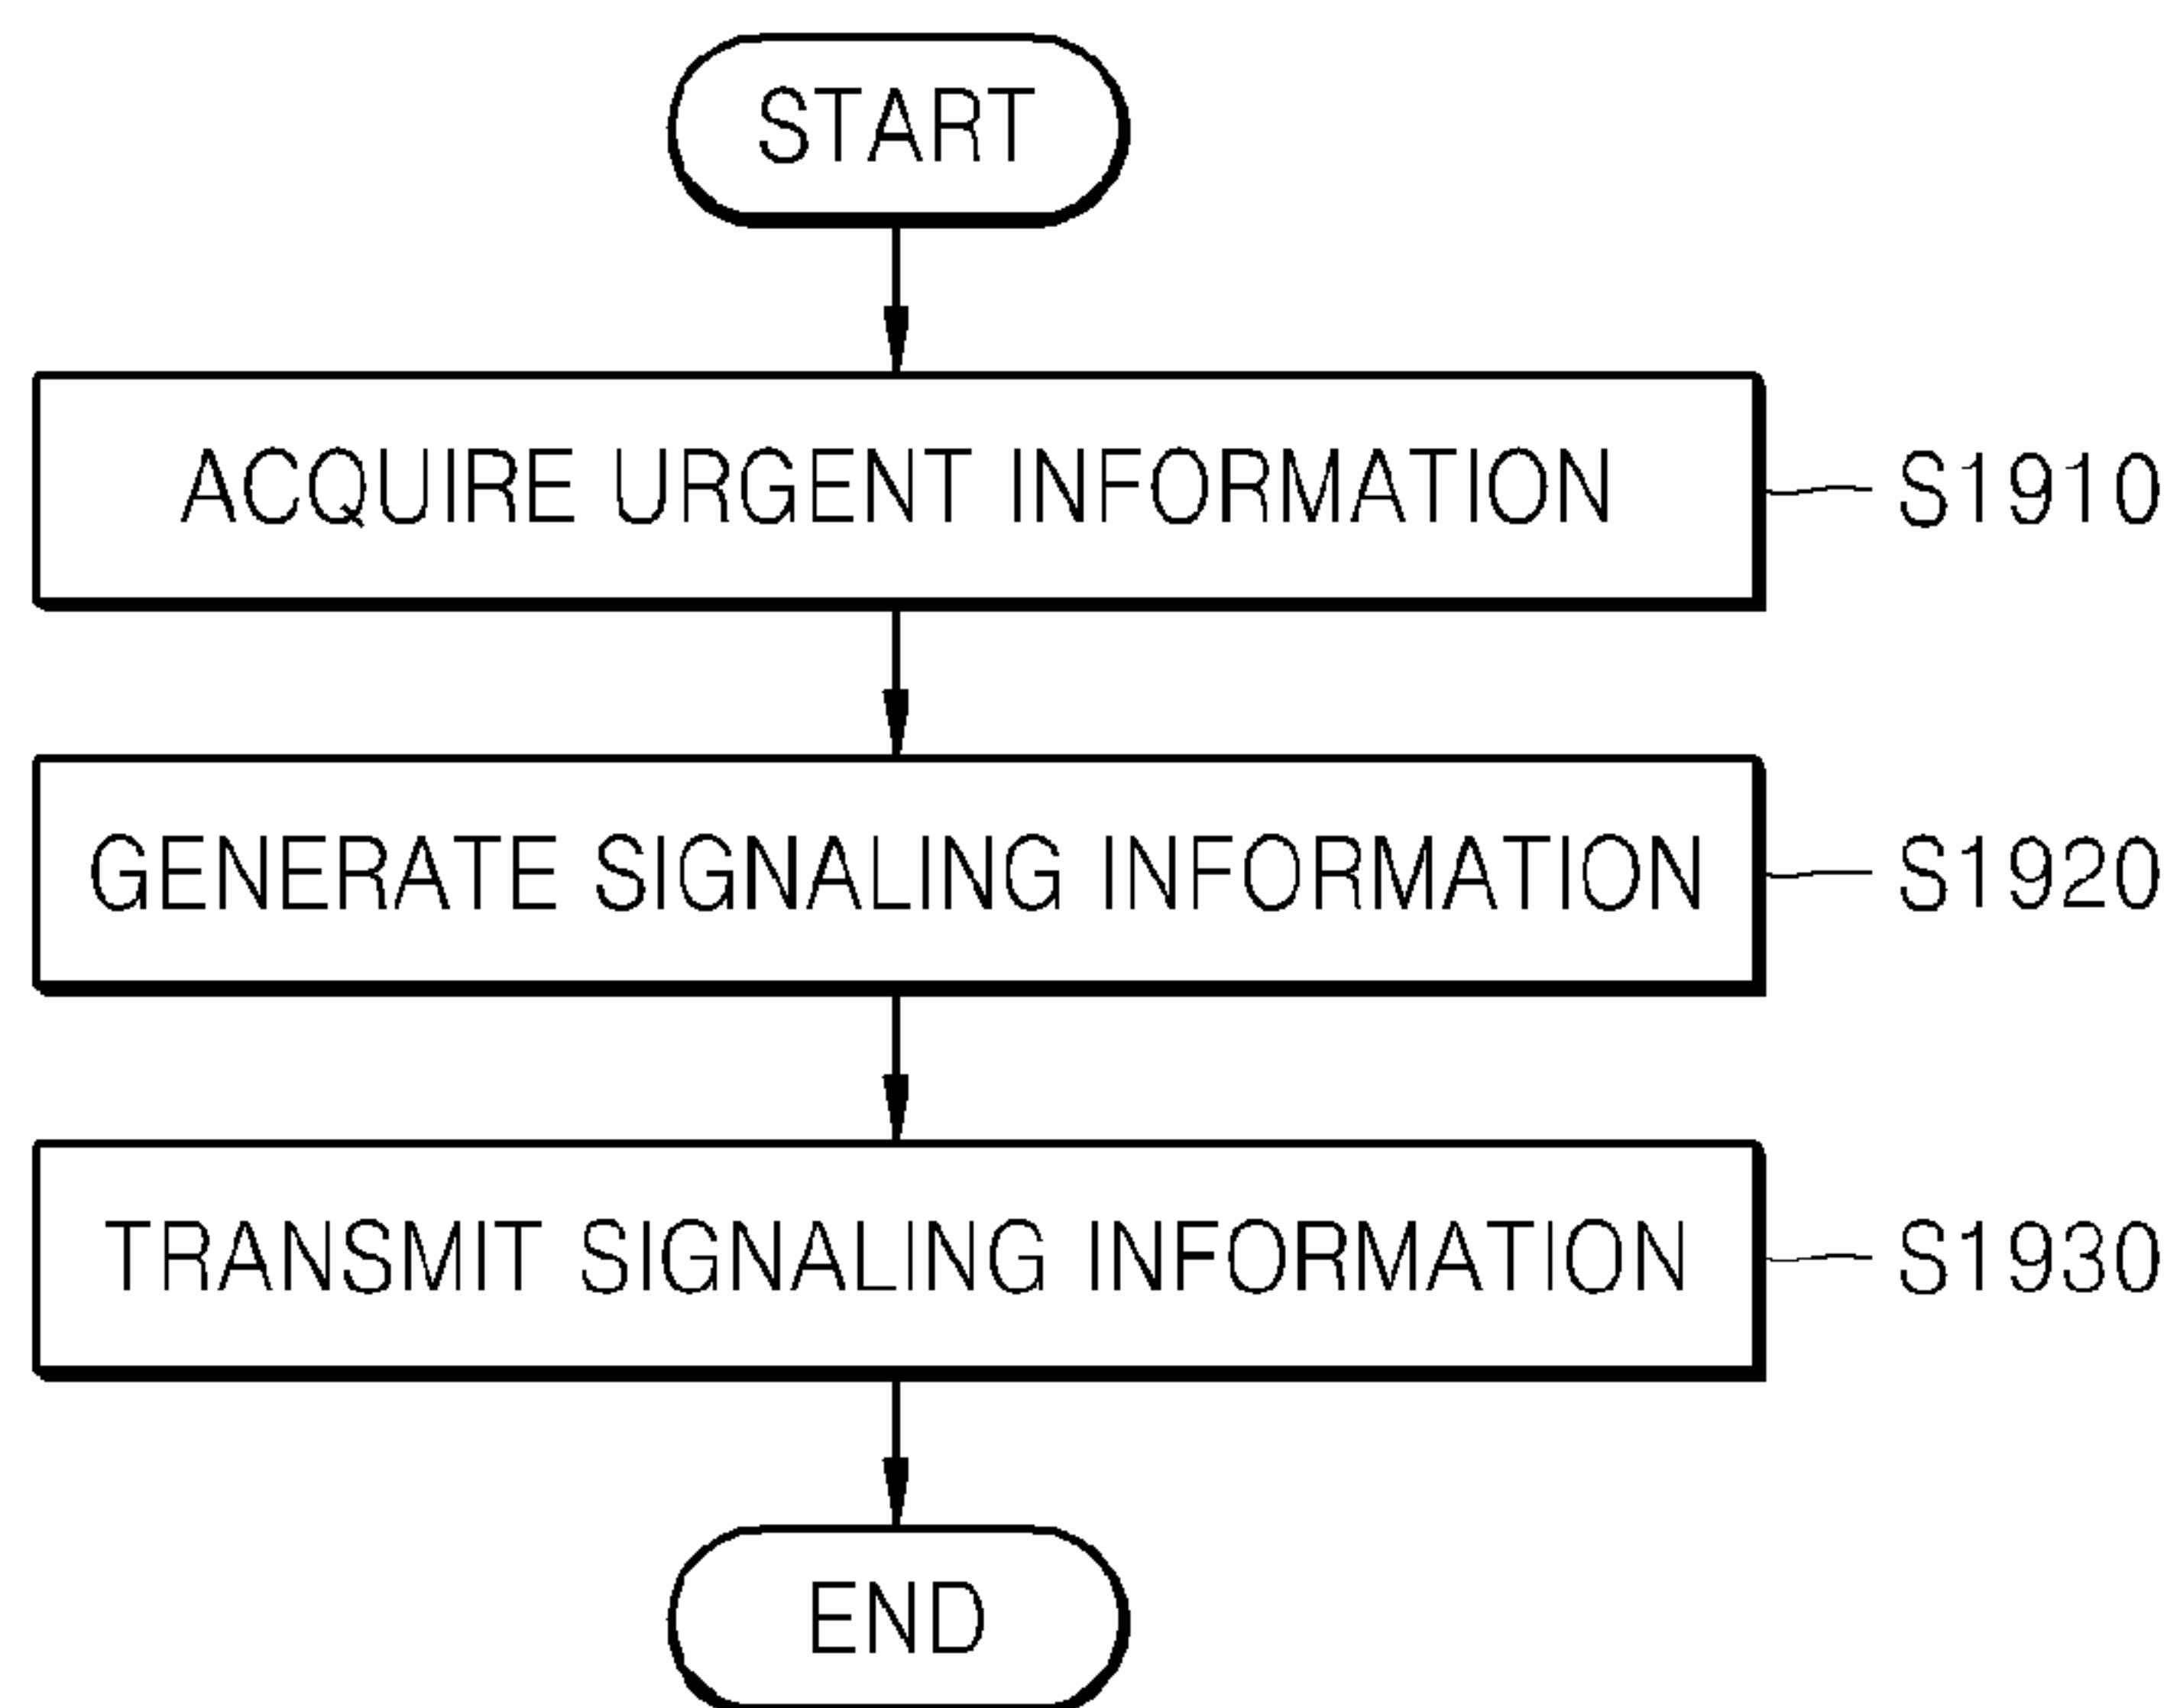 START
ACQUIRE URGENT INFORMATION S1910
GENERATE SIGNALING INFORMATION S1920
TRANSMIT SIGNALING INFORMATION S1930
END